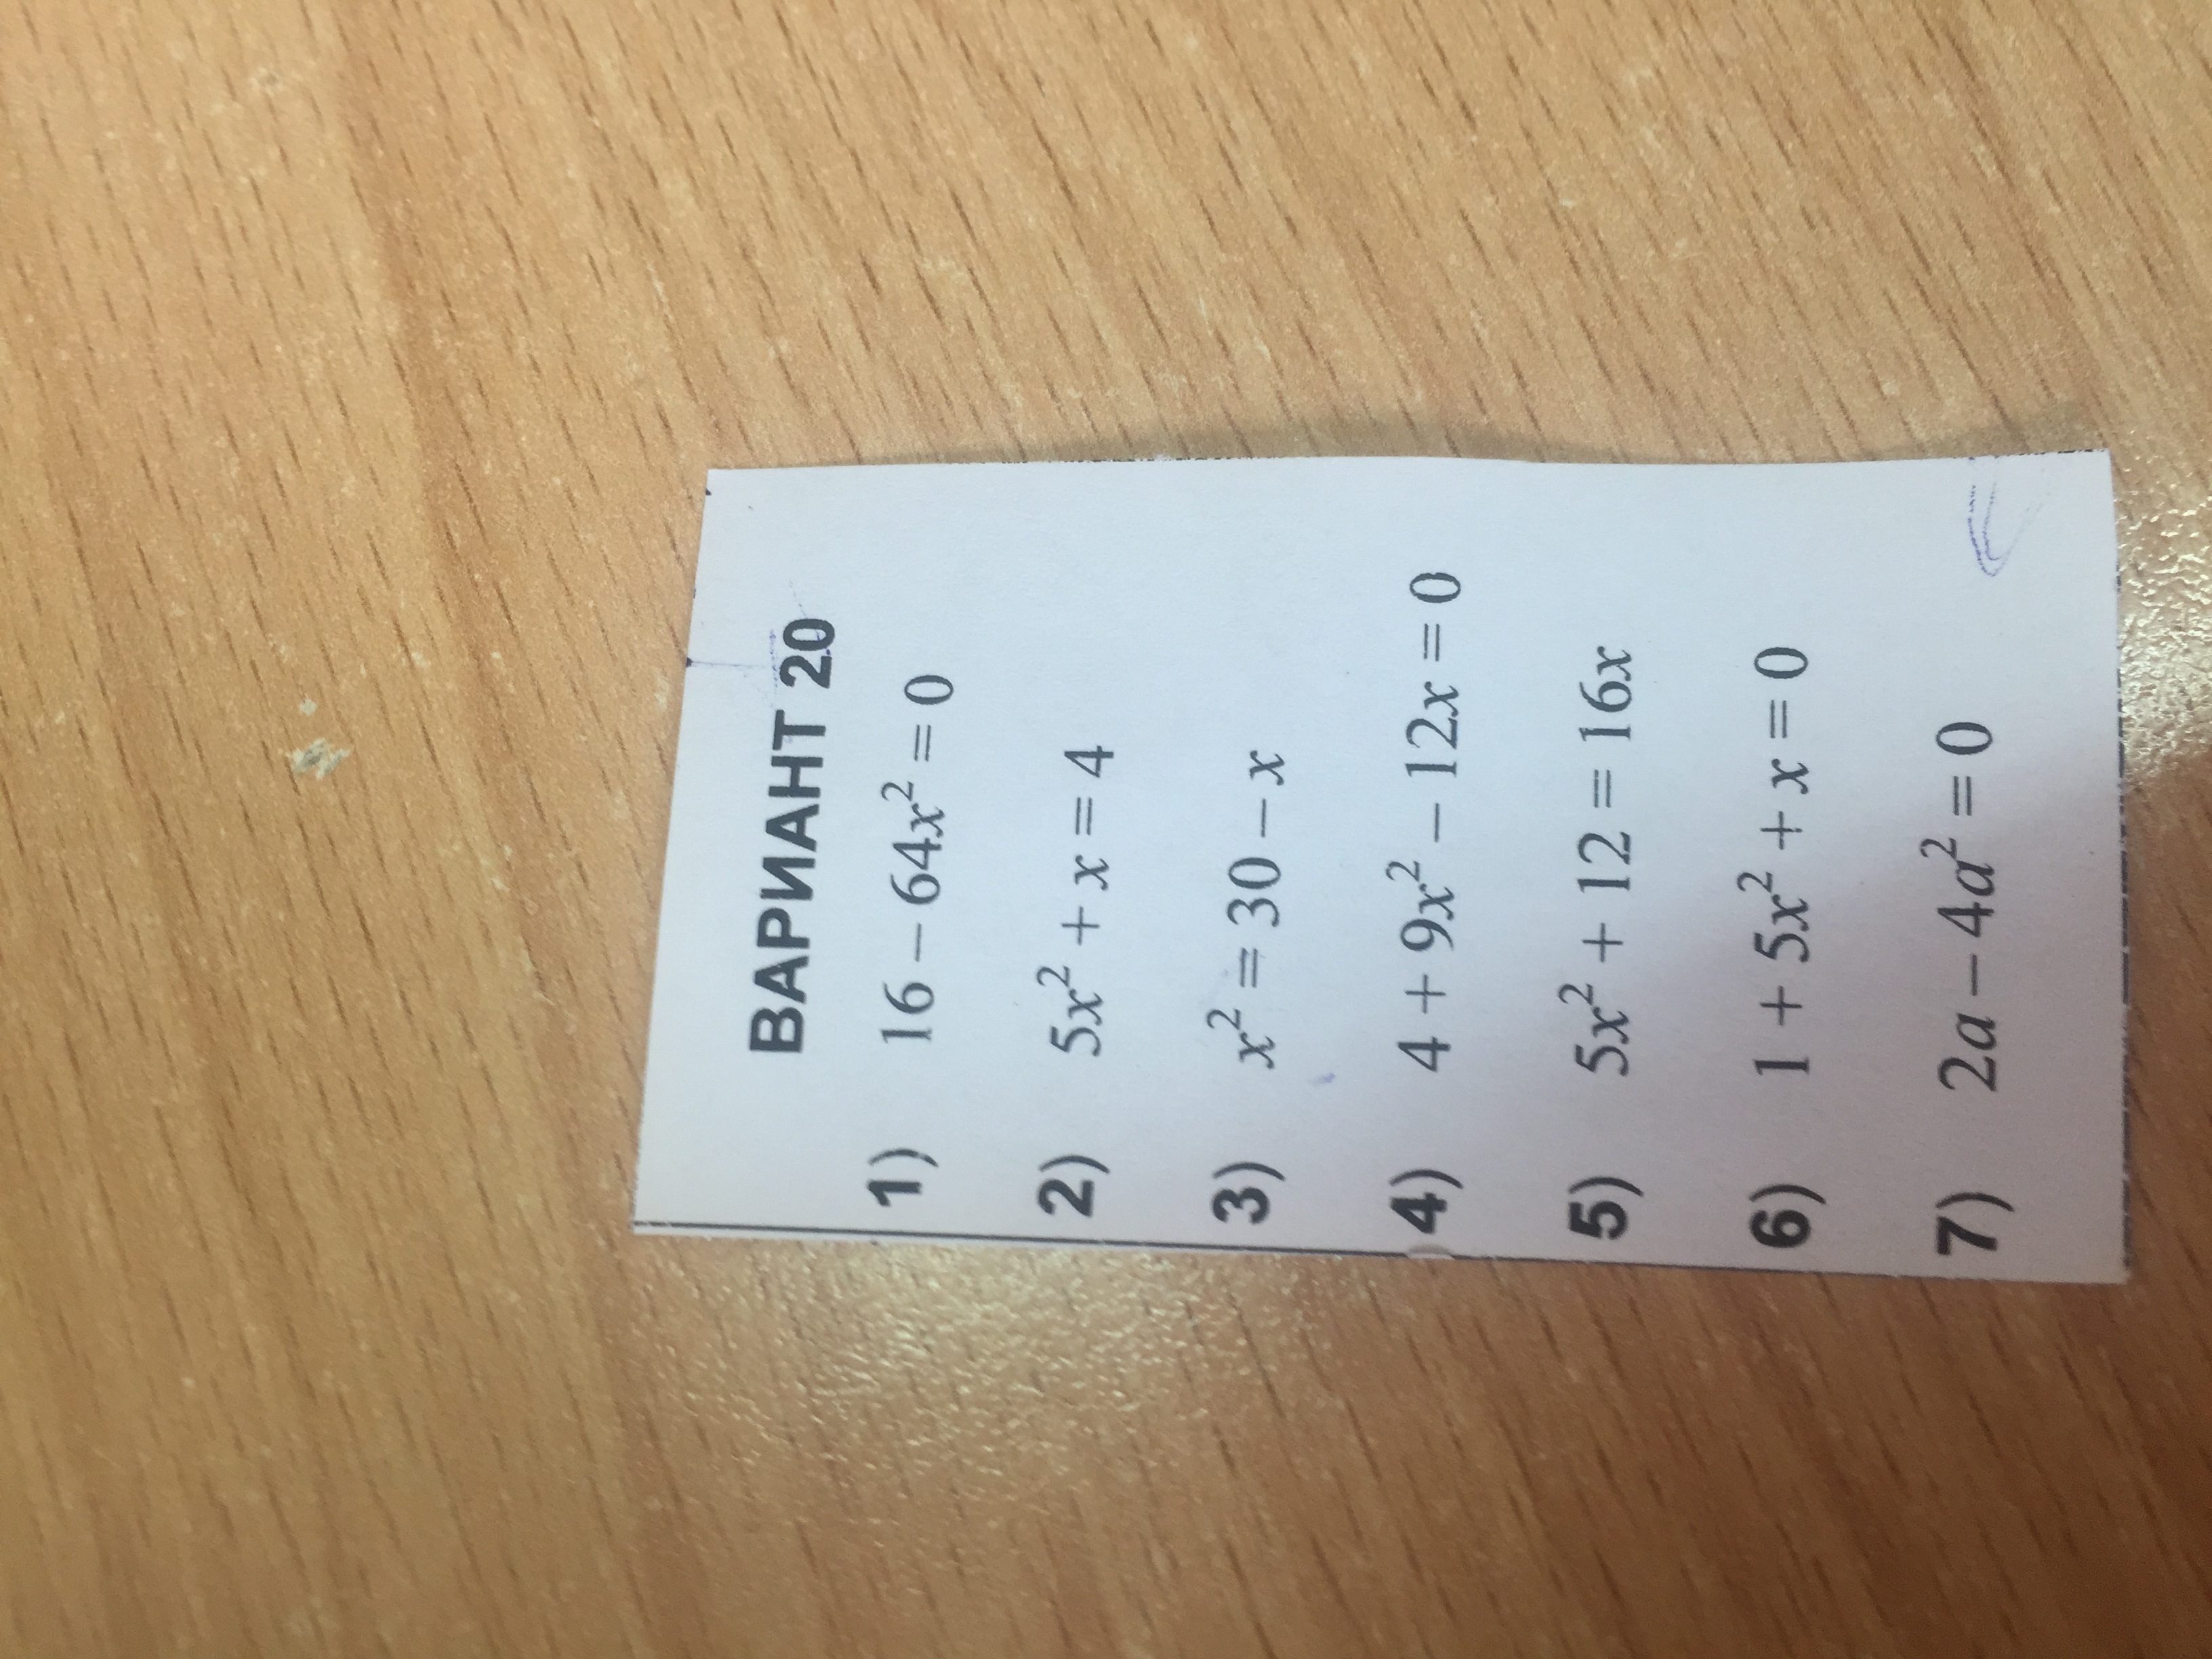 ВАРИАНТ 20
1) 16 − 64x² = 0
2) 5x² + x = 4
3) x² = 30 − x
4) 4 + 9x² − 12x = 0
5) 5x² + 12 = 16x
6) 1 + 5x² + x = 0
7) 2a − 4a² = 0